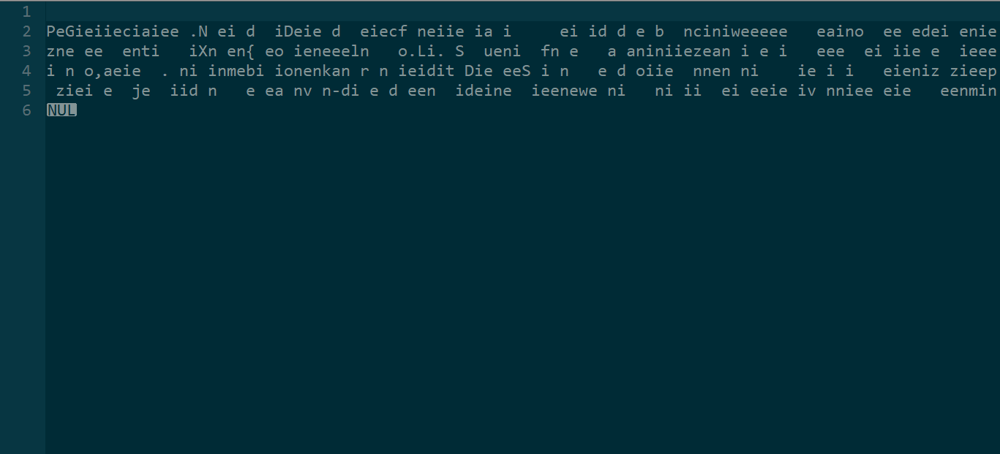 1
2 PeGieiieciaiee .N ei d  iDeie d  eiecf neiie ia i     ei id d e b  nciniweeeee   eaino  ee edei enie
3 zne ee  enti   iXn en{ eo ieneeeln   o.Li. S  ueni  fn e   a aniniiezean i e i   eee  ei iie e  ieee
4 i n o,aeie  . ni inmebi ionenkan r n ieidit Die eeS i n   e d oiie  nnen ni    ie i i   eieniz zieep
5  ziei e  je  iid n   e ea nv n-di e d een  ideine  ieenewe ni   ni ii  ei eeie iv nniee eie   eenmin
6 NUL